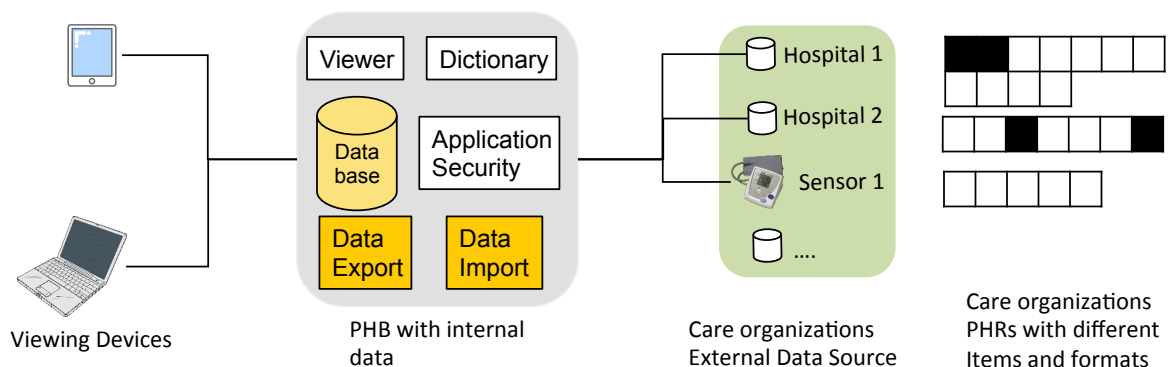 Viewer
Dictionary
Data
base
Application
Security
Data
Export
Data
Import
Hospital 1
Hospital 2
Sensor 1
....
Viewing Devices
PHB with internal
data
Care organizations
External Data Source
Care organizations
PHRs with different
Items and formats